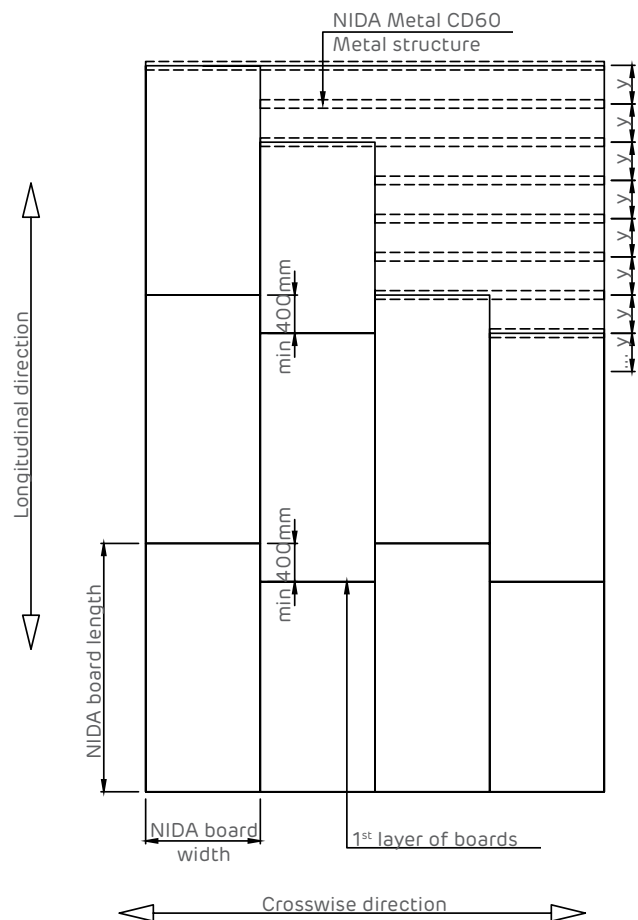 NIDA Metal CD60
Metal structure
y
y
y
y
y
y
y
... y
min 400mm
Longitudinal direction
min 400mm
NIDA board length
NIDA board
width
1st layer of boards
Crosswise direction